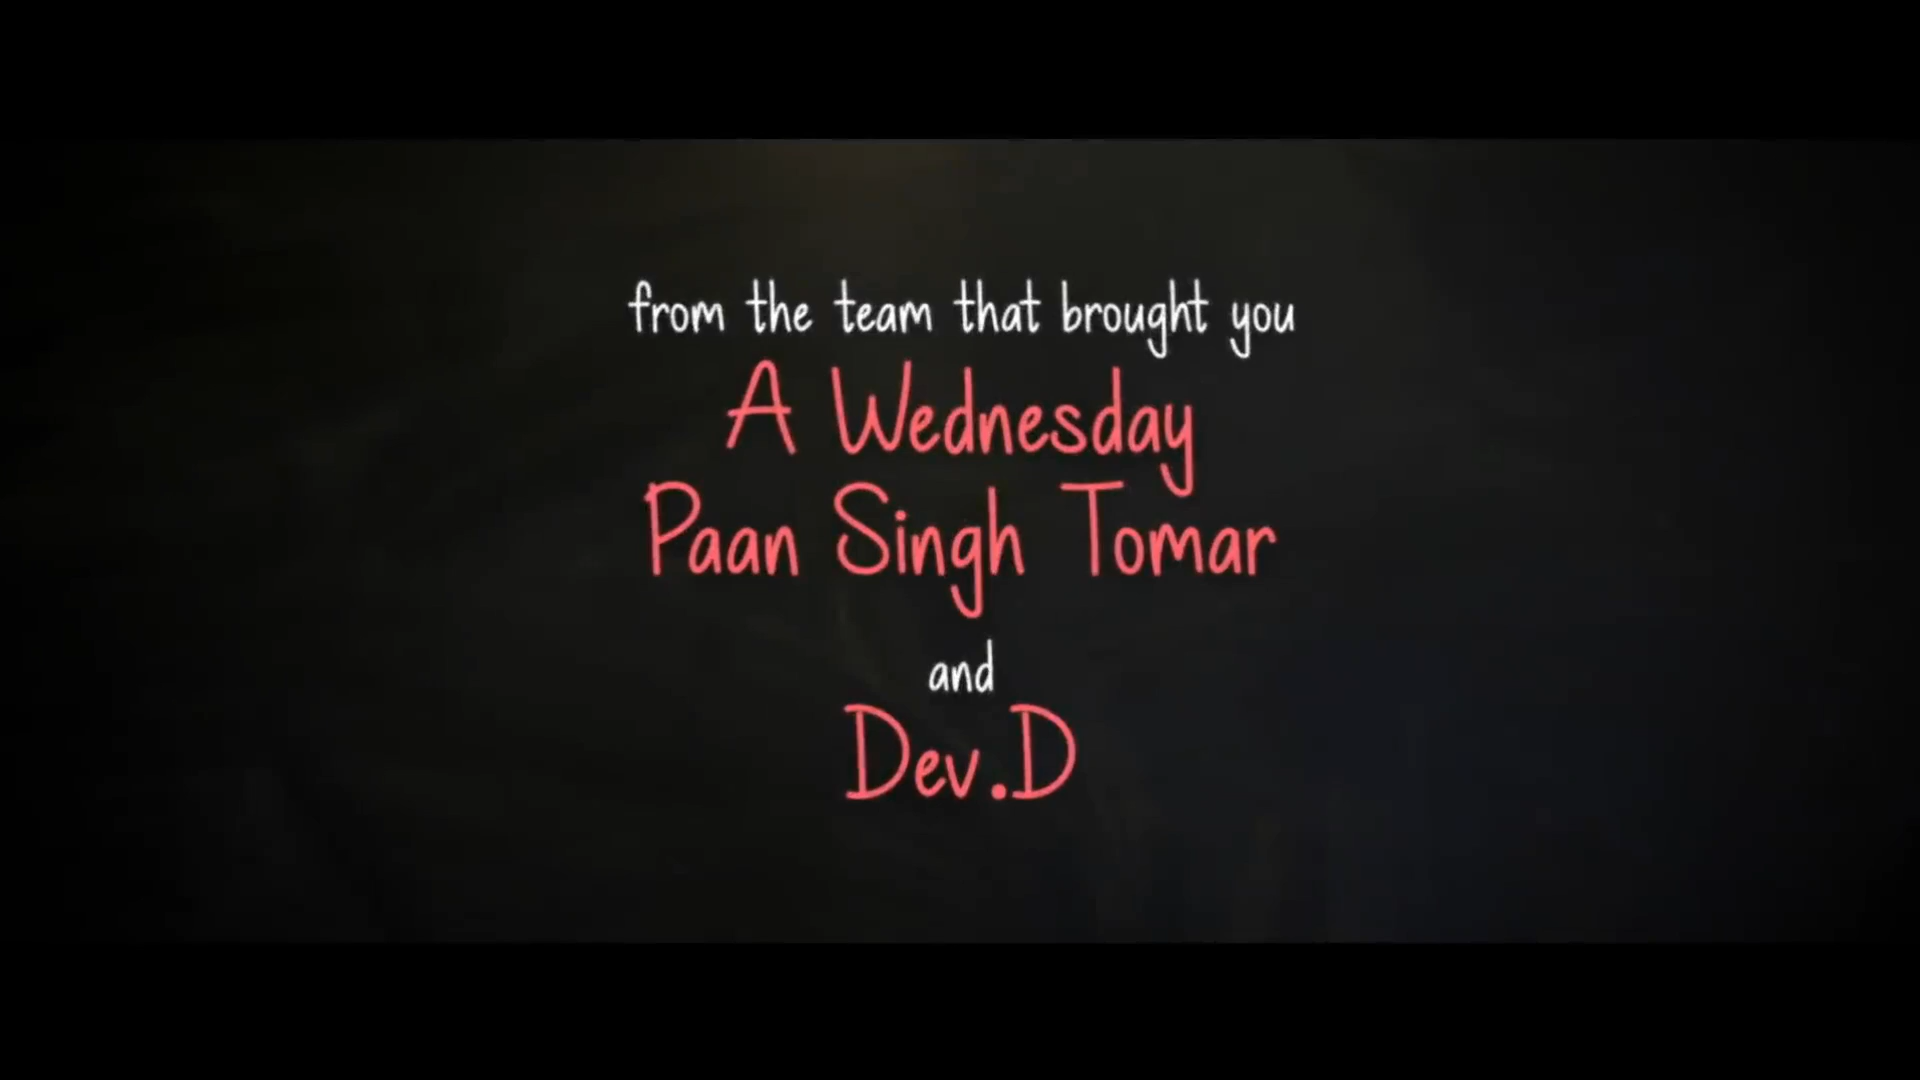 from the team that brought you
A Wednesday
Paan Singh Tomar
and
Dev.D